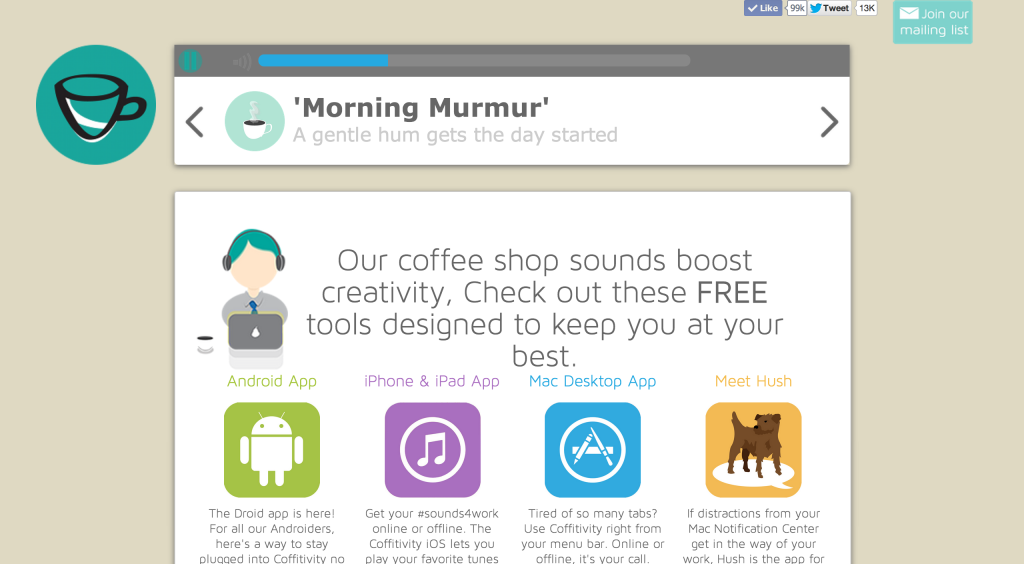 Like 99k Tweet 13K
Join our
mailing list
'Morning Murmur'
A gentle hum gets the day started
Our coffee shop sounds boost
creativity, Check out these FREE
tools designed to keep you at your
best.
Android App
iPhone & iPad App
Mac Desktop App
Meet Hush
The Droid app is here!
For all our Androiders,
here's a way to stay
plugged into Coffitivity no
Get your #sounds4work
online or offline. The
Coffitivity iOS lets you
play your favorite tunes
Tired of so many tabs?
Use Coffitivity right from
your menu bar. Online or
offline, it's your call.
If distractions from your
Mac Notification Center
get in the way of your
work, Hush is the app for